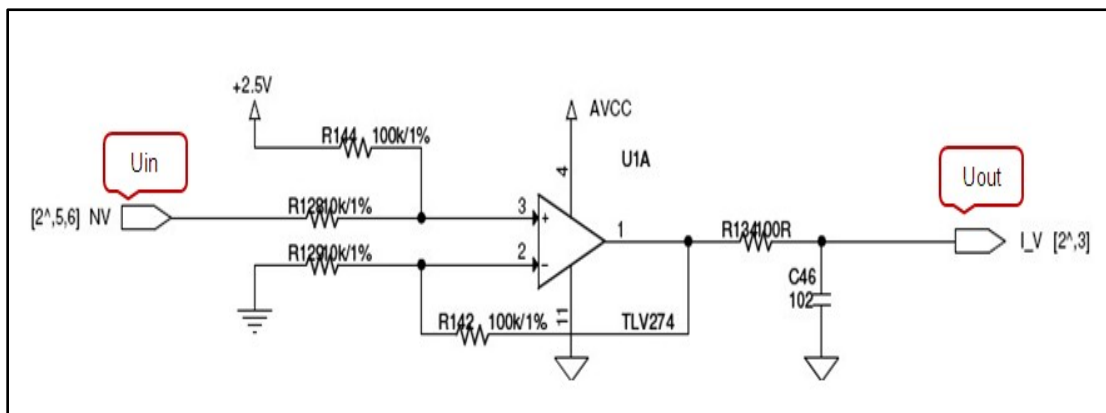 +2.5V
AVCC
R144 100k/1%
U1A
Uin
Uout
4
[2^,5,6] NV
R128 10k/1%
3
+
1
R134 100R
I_V [2^,3]
R129 10k/1%
2
−
C46
102
11
R142 100k/1%
TLV274